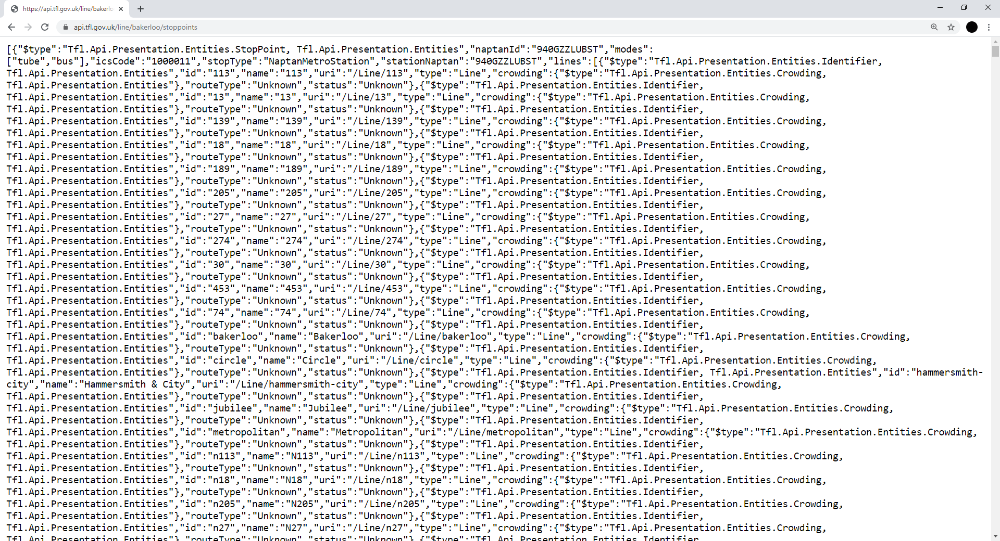 https://api.tfl.gov.uk/line/bakerlo
api.tfl.gov.uk/line/bakerloo/stoppoints
[{"$type":"Tfl.Api.Presentation.Entities.StopPoint, Tfl.Api.Presentation.Entities","naptanId":"940GZZLUBST","modes":
["tube","bus"],"icsCode":"1000011","stopType":"NaptanMetroStation","stationNaptan":"940GZZLUBST","lines":[{"$type":"Tfl.Api.Presentation.Entities.Identifier,
Tfl.Api.Presentation.Entities","id":"113","name":"113","uri":"/Line/113","type":"Line","crowding":{"$type":"Tfl.Api.Presentation.Entities.Crowding,
Tfl.Api.Presentation.Entities"},"routeType":"Unknown","status":"Unknown"},{"$type":"Tfl.Api.Presentation.Entities.Identifier,
Tfl.Api.Presentation.Entities","id":"13","name":"13","uri":"/Line/13","type":"Line","crowding":{"$type":"Tfl.Api.Presentation.Entities.Crowding,
Tfl.Api.Presentation.Entities"},"routeType":"Unknown","status":"Unknown"},{"$type":"Tfl.Api.Presentation.Entities.Identifier,
Tfl.Api.Presentation.Entities","id":"139","name":"139","uri":"/Line/139","type":"Line","crowding":{"$type":"Tfl.Api.Presentation.Entities.Crowding,
Tfl.Api.Presentation.Entities"},"routeType":"Unknown","status":"Unknown"},{"$type":"Tfl.Api.Presentation.Entities.Identifier,
Tfl.Api.Presentation.Entities","id":"18","name":"18","uri":"/Line/18","type":"Line","crowding":{"$type":"Tfl.Api.Presentation.Entities.Crowding,
Tfl.Api.Presentation.Entities"},"routeType":"Unknown","status":"Unknown"},{"$type":"Tfl.Api.Presentation.Entities.Identifier,
Tfl.Api.Presentation.Entities","id":"189","name":"189","uri":"/Line/189","type":"Line","crowding":{"$type":"Tfl.Api.Presentation.Entities.Crowding,
Tfl.Api.Presentation.Entities"},"routeType":"Unknown","status":"Unknown"},{"$type":"Tfl.Api.Presentation.Entities.Identifier,
Tfl.Api.Presentation.Entities","id":"205","name":"205","uri":"/Line/205","type":"Line","crowding":{"$type":"Tfl.Api.Presentation.Entities.Crowding,
Tfl.Api.Presentation.Entities"},"routeType":"Unknown","status":"Unknown"},{"$type":"Tfl.Api.Presentation.Entities.Identifier,
Tfl.Api.Presentation.Entities","id":"27","name":"27","uri":"/Line/27","type":"Line","crowding":{"$type":"Tfl.Api.Presentation.Entities.Crowding,
Tfl.Api.Presentation.Entities"},"routeType":"Unknown","status":"Unknown"},{"$type":"Tfl.Api.Presentation.Entities.Identifier,
Tfl.Api.Presentation.Entities","id":"274","name":"274","uri":"/Line/274","type":"Line","crowding":{"$type":"Tfl.Api.Presentation.Entities.Crowding,
Tfl.Api.Presentation.Entities"},"routeType":"Unknown","status":"Unknown"},{"$type":"Tfl.Api.Presentation.Entities.Identifier,
Tfl.Api.Presentation.Entities","id":"30","name":"30","uri":"/Line/30","type":"Line","crowding":{"$type":"Tfl.Api.Presentation.Entities.Crowding,
Tfl.Api.Presentation.Entities"},"routeType":"Unknown","status":"Unknown"},{"$type":"Tfl.Api.Presentation.Entities.Identifier,
Tfl.Api.Presentation.Entities","id":"453","name":"453","uri":"/Line/453","type":"Line","crowding":{"$type":"Tfl.Api.Presentation.Entities.Crowding,
Tfl.Api.Presentation.Entities"},"routeType":"Unknown","status":"Unknown"},{"$type":"Tfl.Api.Presentation.Entities.Identifier,
Tfl.Api.Presentation.Entities","id":"74","name":"74","uri":"/Line/74","type":"Line","crowding":{"$type":"Tfl.Api.Presentation.Entities.Crowding,
Tfl.Api.Presentation.Entities"},"routeType":"Unknown","status":"Unknown"},{"$type":"Tfl.Api.Presentation.Entities.Identifier,
Tfl.Api.Presentation.Entities","id":"bakerloo","name":"Bakerloo","uri":"/Line/bakerloo","type":"Line","crowding":{"$type":"Tfl.Api.Presentation.Entities.Crowding,
Tfl.Api.Presentation.Entities"},"routeType":"Unknown","status":"Unknown"},{"$type":"Tfl.Api.Presentation.Entities.Identifier,
Tfl.Api.Presentation.Entities","id":"circle","name":"Circle","uri":"/Line/circle","type":"Line","crowding":{"$type":"Tfl.Api.Presentation.Entities.Crowding,
Tfl.Api.Presentation.Entities"},"routeType":"Unknown","status":"Unknown"},{"$type":"Tfl.Api.Presentation.Entities.Identifier, Tfl.Api.Presentation.Entities","id":"hammersmith-
city","name":"Hammersmith & City","uri":"/Line/hammersmith-city","type":"Line","crowding":{"$type":"Tfl.Api.Presentation.Entities.Crowding,
Tfl.Api.Presentation.Entities"},"routeType":"Unknown","status":"Unknown"},{"$type":"Tfl.Api.Presentation.Entities.Identifier,
Tfl.Api.Presentation.Entities","id":"jubilee","name":"Jubilee","uri":"/Line/jubilee","type":"Line","crowding":{"$type":"Tfl.Api.Presentation.Entities.Crowding,
Tfl.Api.Presentation.Entities"},"routeType":"Unknown","status":"Unknown"},{"$type":"Tfl.Api.Presentation.Entities.Identifier,
Tfl.Api.Presentation.Entities","id":"metropolitan","name":"Metropolitan","uri":"/Line/metropolitan","type":"Line","crowding":{"$type":"Tfl.Api.Presentation.Entities.Crowding,
Tfl.Api.Presentation.Entities"},"routeType":"Unknown","status":"Unknown"},{"$type":"Tfl.Api.Presentation.Entities.Identifier,
Tfl.Api.Presentation.Entities","id":"n113","name":"N113","uri":"/Line/n113","type":"Line","crowding":{"$type":"Tfl.Api.Presentation.Entities.Crowding,
Tfl.Api.Presentation.Entities"},"routeType":"Unknown","status":"Unknown"},{"$type":"Tfl.Api.Presentation.Entities.Identifier,
Tfl.Api.Presentation.Entities","id":"n18","name":"N18","uri":"/Line/n18","type":"Line","crowding":{"$type":"Tfl.Api.Presentation.Entities.Crowding,
Tfl.Api.Presentation.Entities"},"routeType":"Unknown","status":"Unknown"},{"$type":"Tfl.Api.Presentation.Entities.Identifier,
Tfl.Api.Presentation.Entities","id":"n205","name":"N205","uri":"/Line/n205","type":"Line","crowding":{"$type":"Tfl.Api.Presentation.Entities.Crowding,
Tfl.Api.Presentation.Entities"},"routeType":"Unknown","status":"Unknown"},{"$type":"Tfl.Api.Presentation.Entities.Identifier,
Tfl.Api.Presentation.Entities","id":"n27","name":"N27","uri":"/Line/n27","type":"Line","crowding":{"$type":"Tfl.Api.Presentation.Entities.Crowding,
Tfl.Api.Presentation.Entities"},"routeType":"Unknown","status":"Unknown"},{"$type":"Tfl.Api.Presentation.Entities.Identifier,